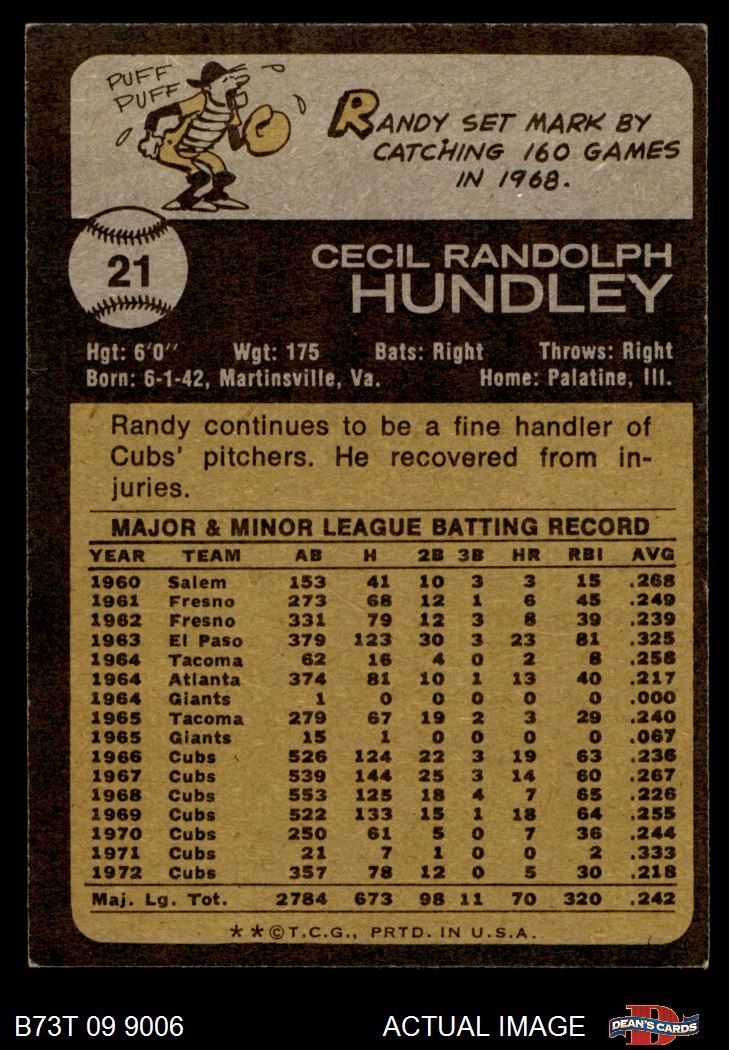 PUFF
PUFF
RANDY SET MARK BY
CATCHING 160 GAMES
IN 1968.
21
CECIL RANDOLPH
HUNDLEY
Hgt: 6'0" Wgt: 175 Bats: Right Throws: Right
Born: 6-1-42, Martinsville, Va. Home: Palatine, Ill.
Randy continues to be a fine handler of
Cubs' pitchers. He recovered from in-
juries.
MAJOR & MINOR LEAGUE BATTING RECORD
YEAR TEAM AB H 2B 3B HR RBI AVG
1960 Salem 153 41 10 3 3 15 .268
1961 Fresno 273 68 12 1 6 45 .249
1962 Fresno 331 79 12 3 8 39 .239
1963 El Paso 379 123 30 3 23 81 .325
1964 Tacoma 62 16 4 0 2 8 .258
1964 Atlanta 374 81 10 1 13 40 .217
1964 Giants 1 0 0 0 0 0 .000
1965 Tacoma 279 67 19 2 3 29 .240
1965 Giants 15 1 0 0 0 0 .067
1966 Cubs 526 124 22 3 19 63 .236
1967 Cubs 539 144 25 3 14 60 .267
1968 Cubs 553 125 18 4 7 65 .226
1969 Cubs 522 133 15 1 18 64 .255
1970 Cubs 250 61 5 0 7 36 .244
1971 Cubs 21 7 1 0 0 2 .333
1972 Cubs 357 78 12 0 5 30 .218
Maj. Lg. Tot. 2784 673 98 11 70 320 .242
**©T.C.G., PRTD. IN U.S.A.
B73T 09 9006 ACTUAL IMAGE D DEAN'S CARDS